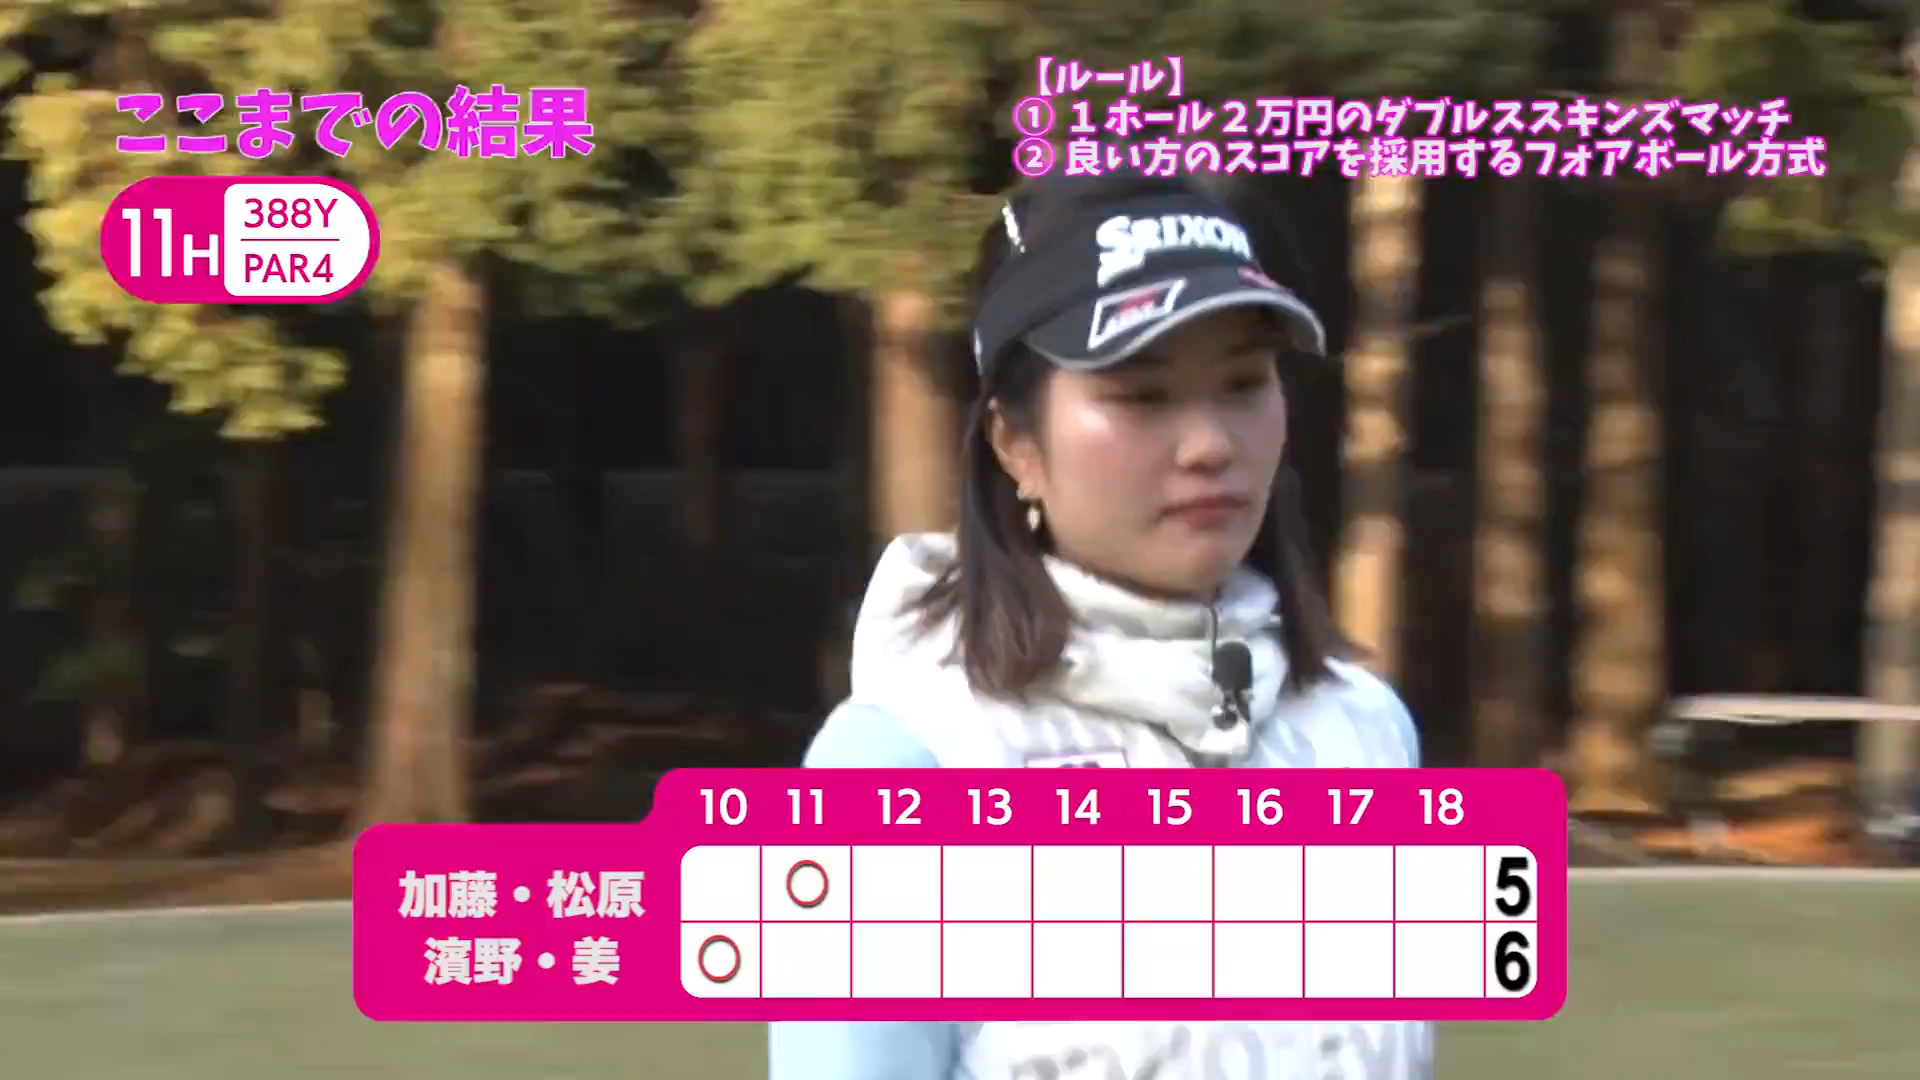 ここまでの結果
【ルール】
① 1ホール2万円のダブルススキンズマッチ
② 良い方のスコアを採用するフォアボール方式
11H 388Y
PAR4
SRIXON
10 11 12 13 14 15 16 17 18
加藤・松原 ○ 5
濱野・姜 ○ 6